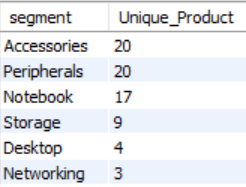 segment Unique_Product
Accessories 20
Peripherals 20
Notebook 17
Storage 9
Desktop 4
Networking 3